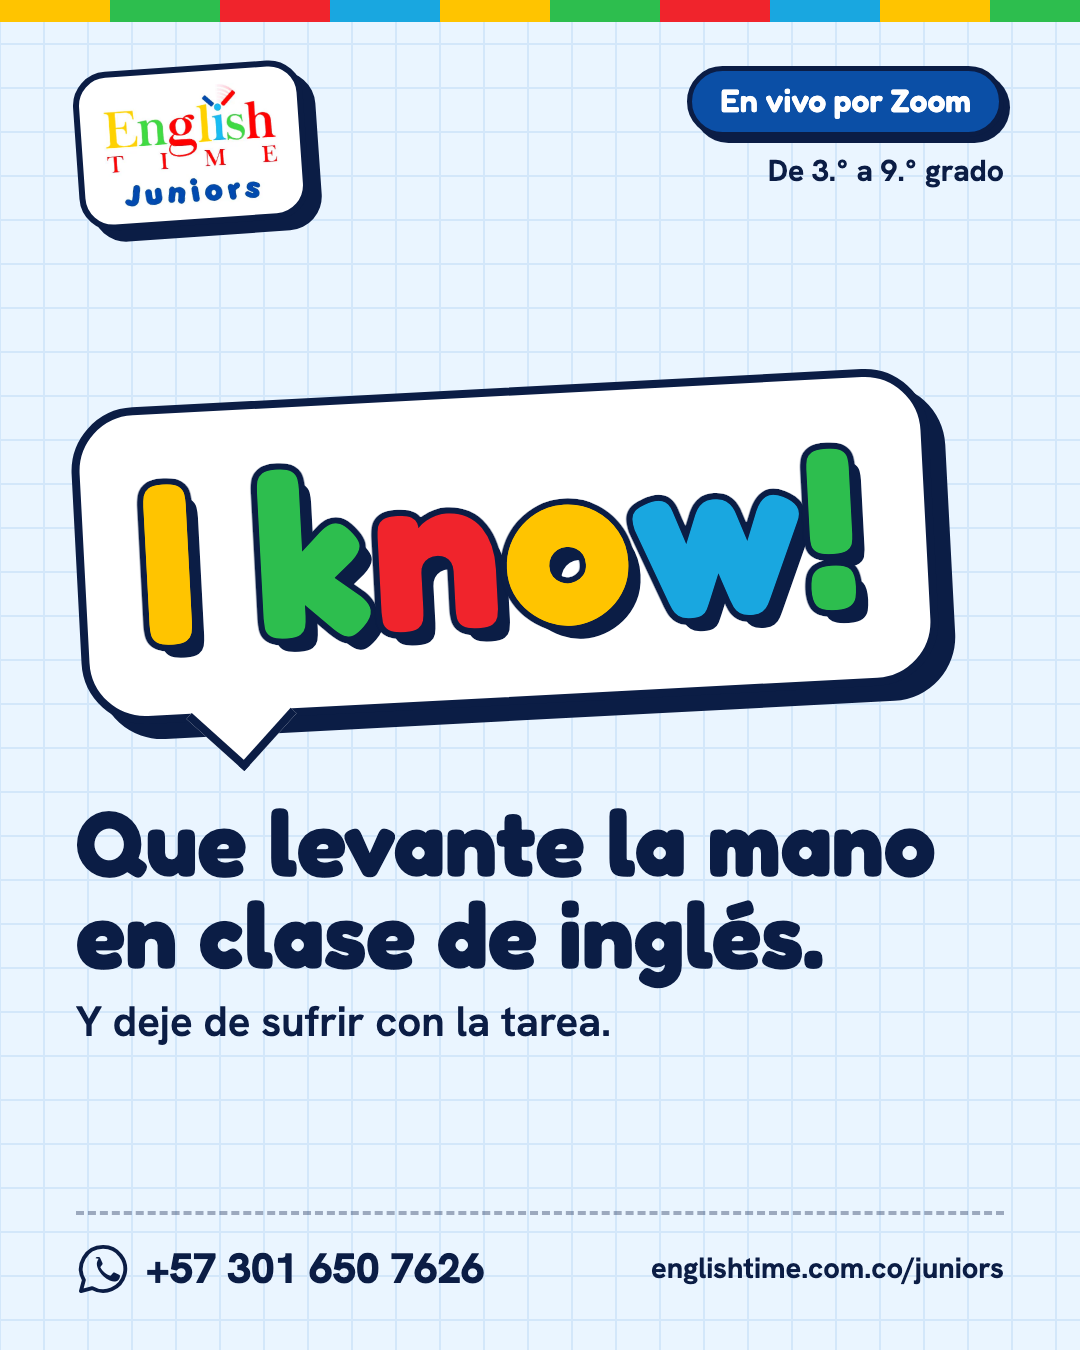 English
TIME
Juniors
En vivo por Zoom
De 3.° a 9.° grado
I know!
Que levante la mano
en clase de inglés.
Y deje de sufrir con la tarea.
+57 301 650 7626
englishtime.com.co/juniors